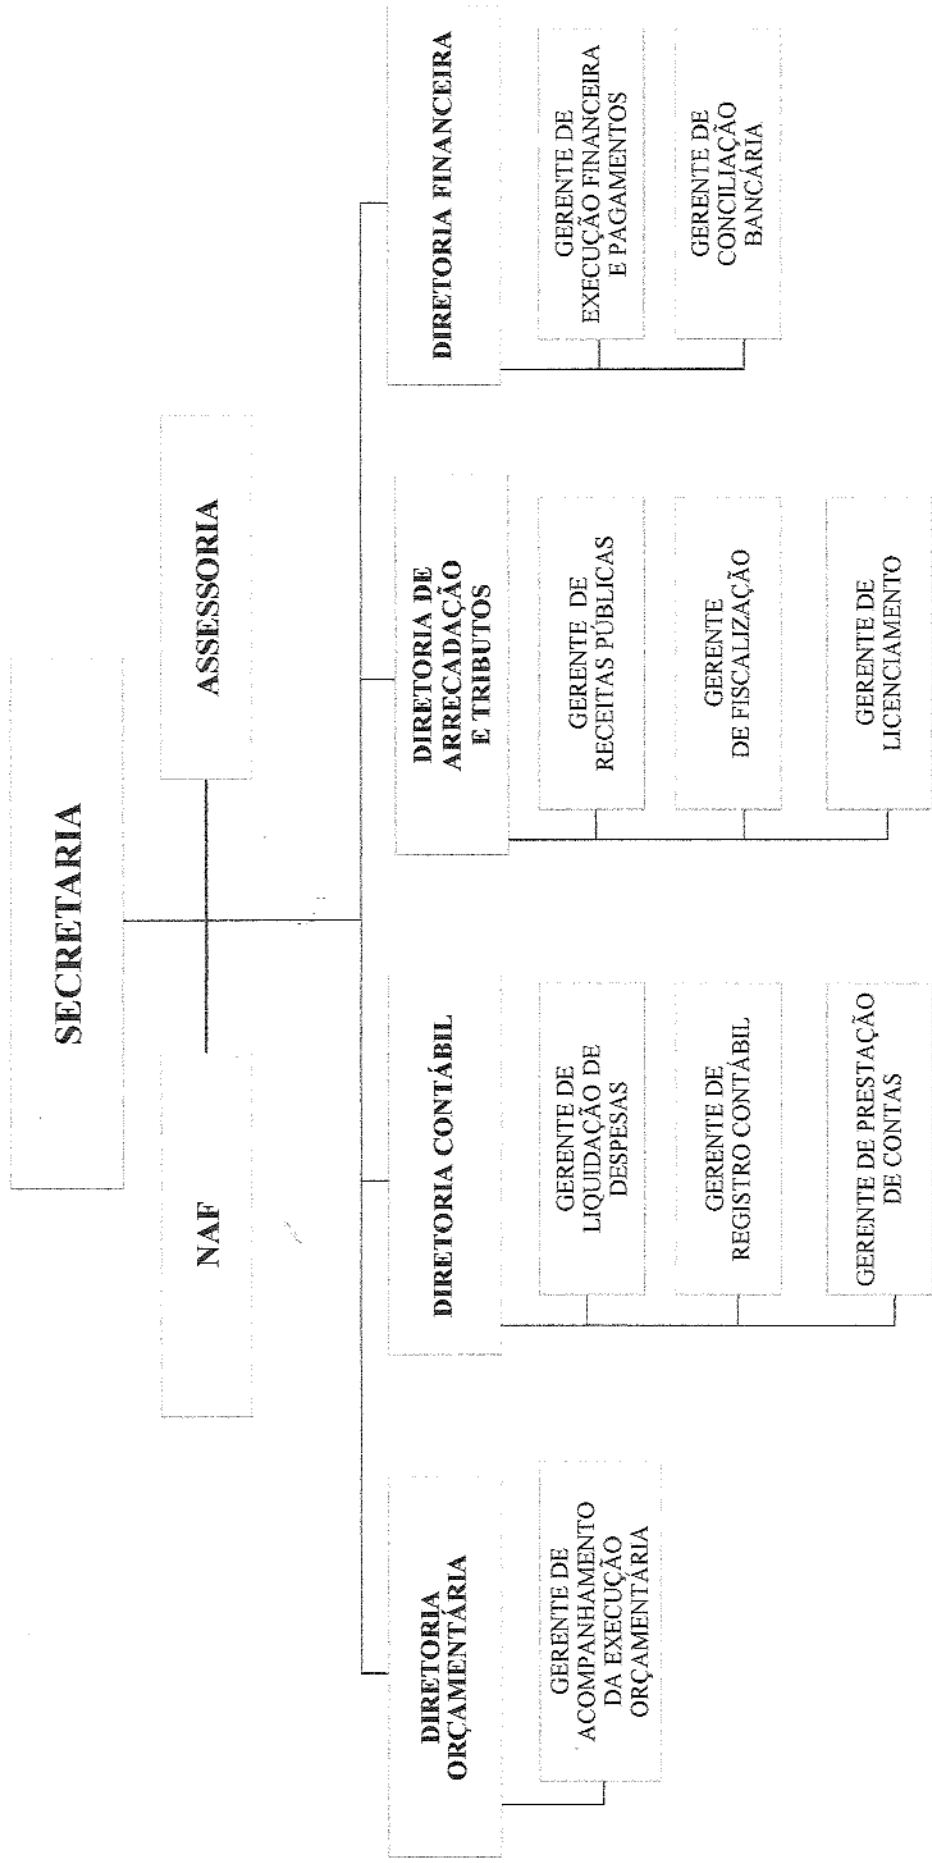 SECRETARIA
NAF
ASSESSORIA
DIRETORIA
ORÇAMENTÁRIA
GERENTE DE
ACOMPANHAMENTO
DA EXECUÇÃO
ORÇAMENTÁRIA
DIRETORIA CONTÁBIL
GERENTE DE
LIQUIDAÇÃO DE
DESPESAS
GERENTE DE
REGISTRO CONTÁBIL
GERENTE DE PRESTAÇÃO
DE CONTAS
DIRETORIA DE
ARRECADAÇÃO
E TRIBUTOS
GERENTE DE
RECEITAS PÚBLICAS
GERENTE
DE FISCALIZAÇÃO
GERENTE DE
LICENCIAMENTO
DIRETORIA FINANCEIRA
GERENTE DE
EXECUÇÃO FINANCEIRA
E PAGAMENTOS
GERENTE DE
CONCILIAÇÃO
BANCÁRIA